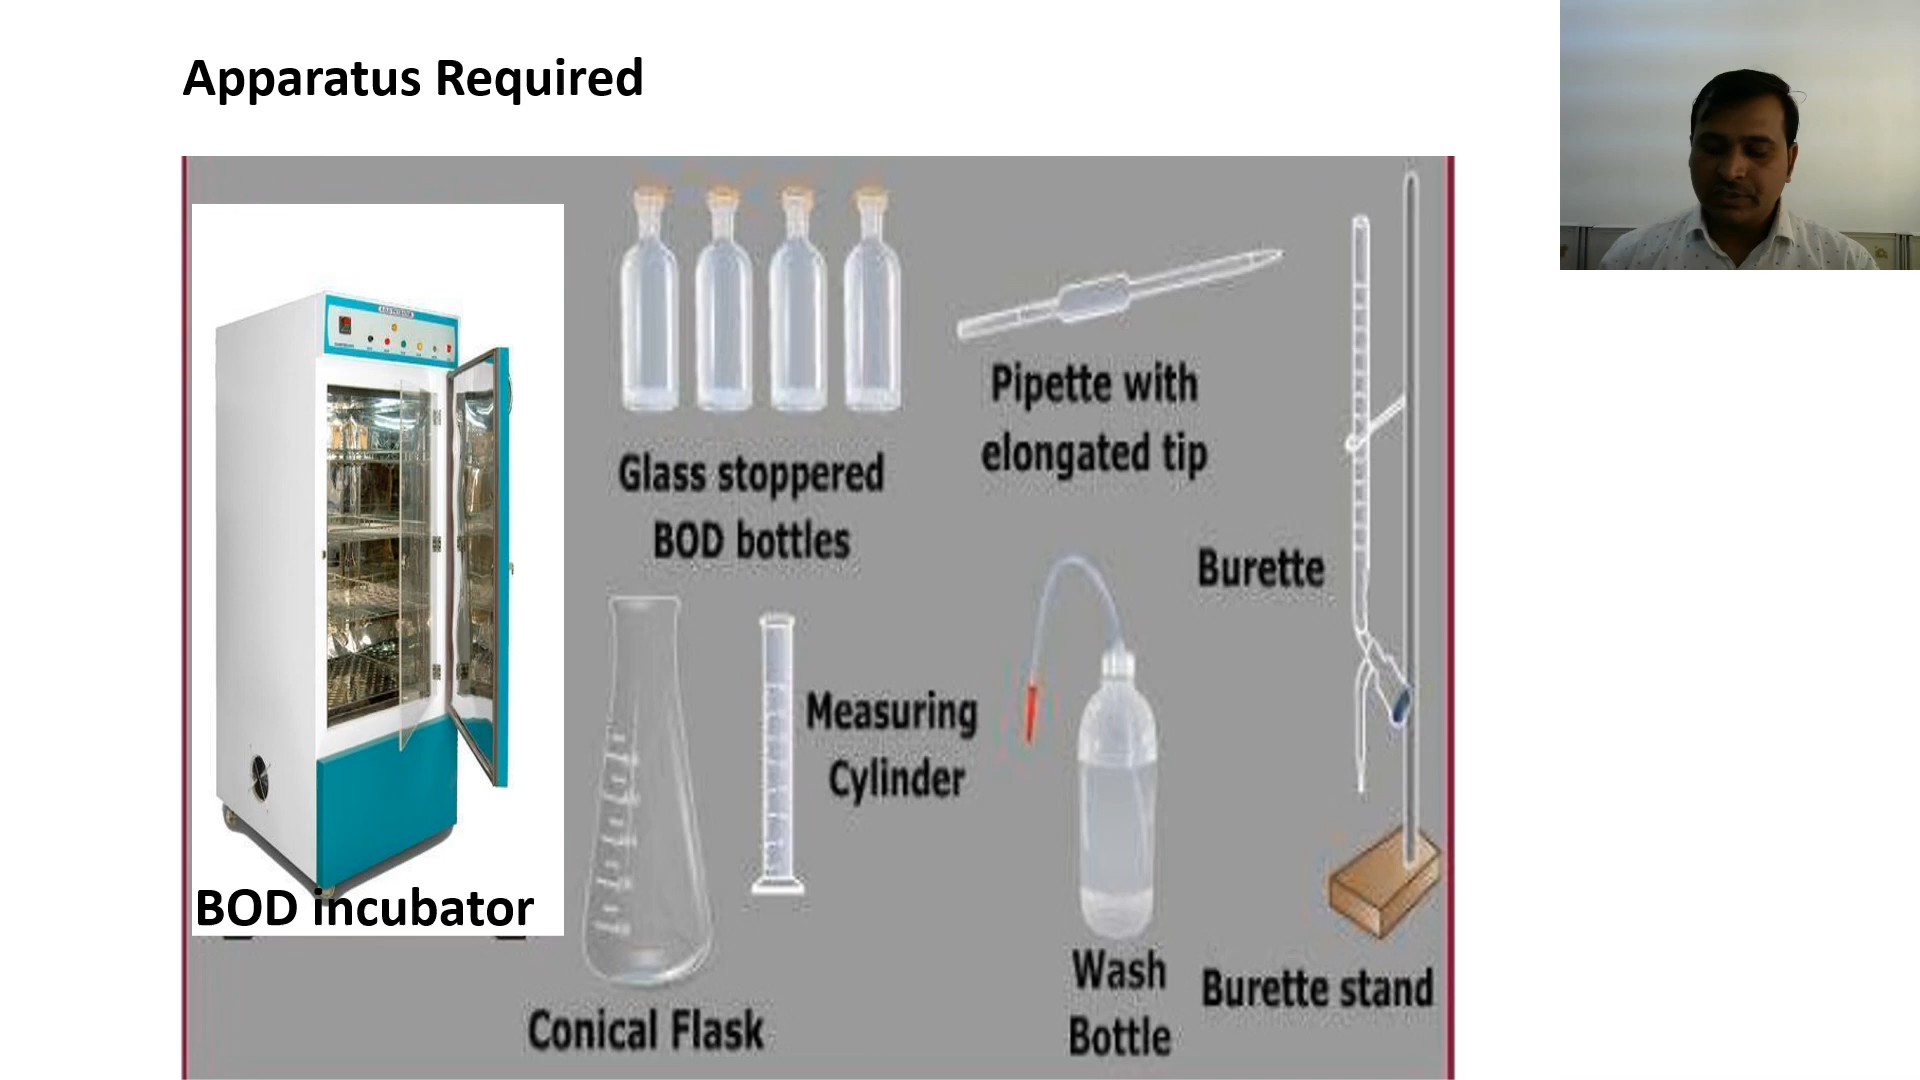 Apparatus Required
Glass stoppered
BOD bottles
Pipette with
elongated tip
Burette
Measuring
Cylinder
BOD incubator
Conical Flask
Wash
Bottle
Burette stand